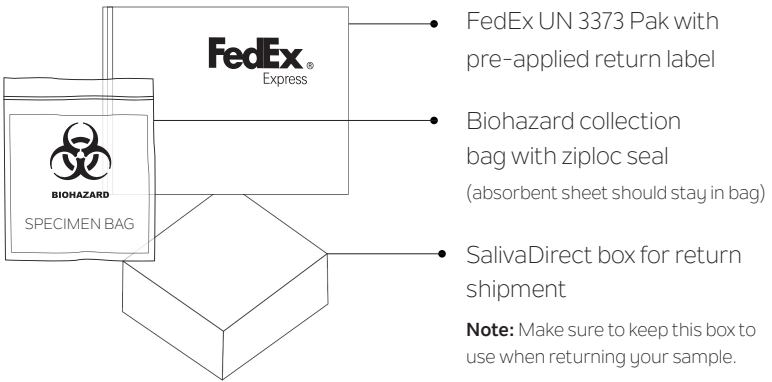 FedEx®
Express
BIOHAZARD
SPECIMEN BAG
FedEx UN 3373 Pak with
pre-applied return label
Biohazard collection
bag with ziploc seal
(absorbent sheet should stay in bag)
SalivaDirect box for return
shipment
Note: Make sure to keep this box to
use when returning your sample.